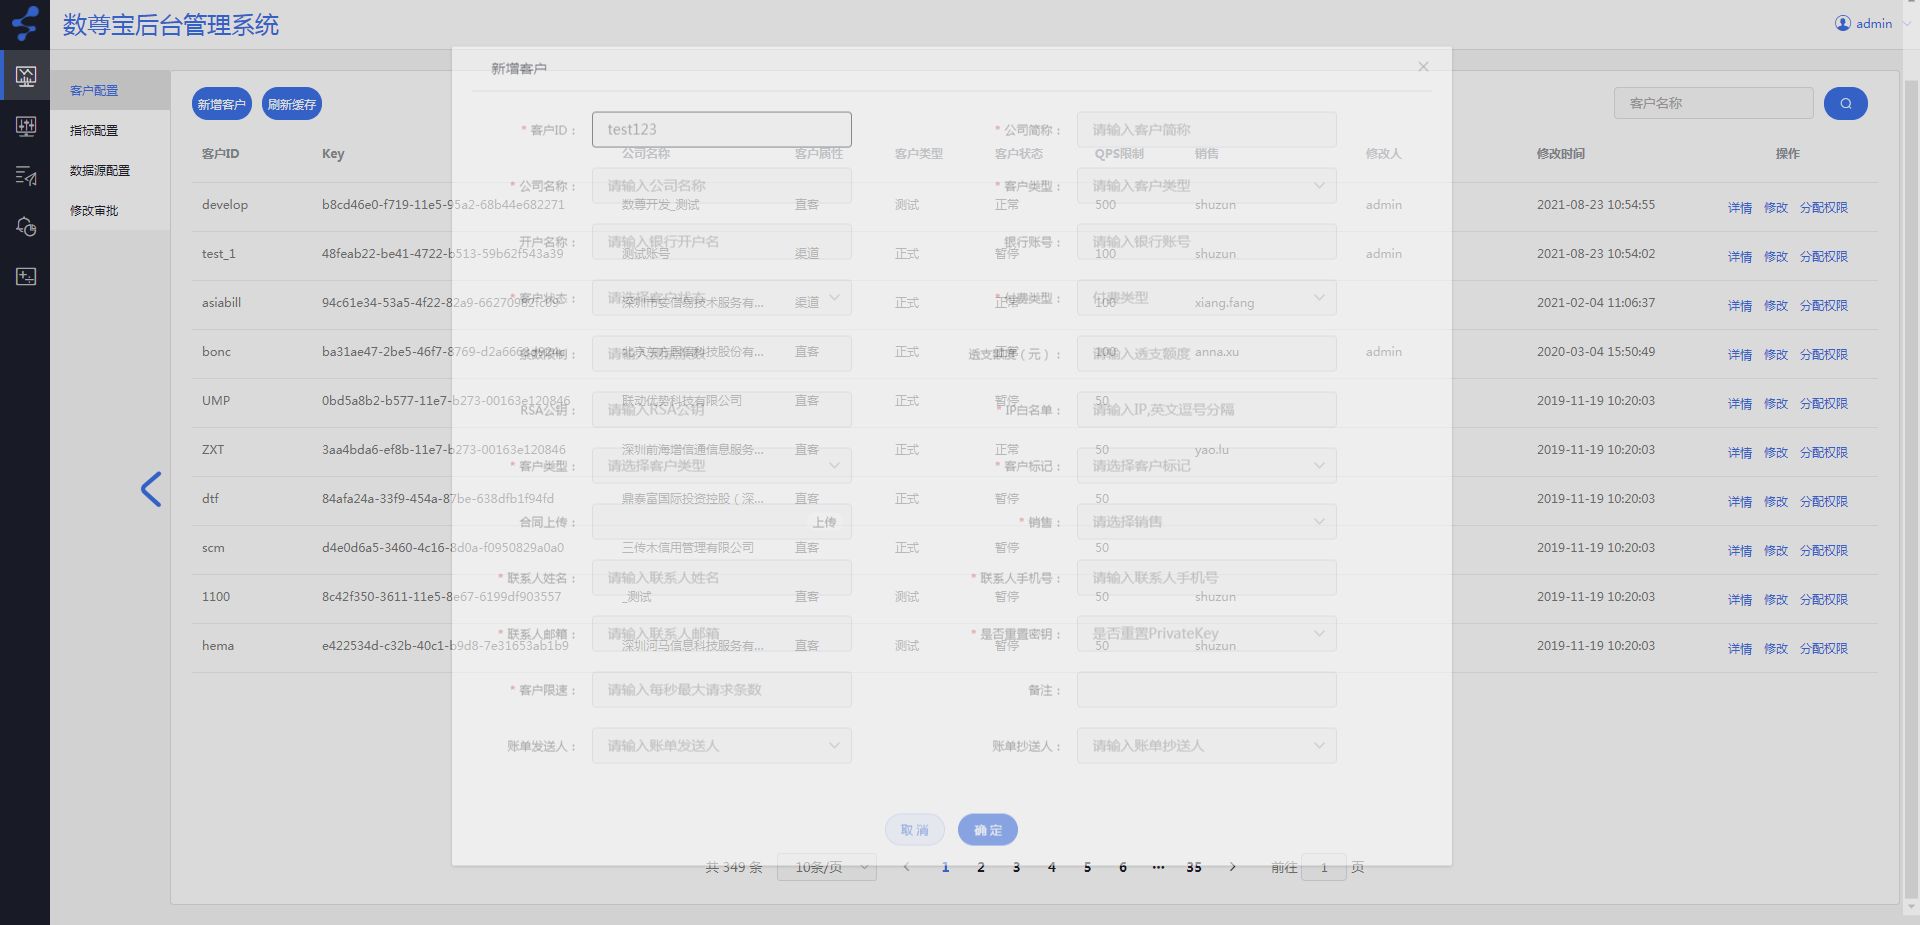 数尊宝后台管理系统
admin
新增客户
客户配置
指标配置
数据源配置
修改审批
新增客户 刷新缓存
客户名称
* 客户ID： test123 * 公司简称： 请输入客户简称
客户ID Key 公司名称 客户属性 客户类型 客户状态 QPS限制 销售 修改人 修改时间 操作
* 公司名称： 请输入公司名称 * 客户类型： 请输入客户类型
develop b8cd46e0-f719-11e5-95a2-68b44e682271 数尊开发_测试 直客 测试 正常 500 shuzun admin 2021-08-23 10:54:55 详情 修改 分配权限
开户名称： 请输入银行开户名 银行账号： 请输入银行账号
test_1 48feab22-be41-4722-b513-59b62f543a39 测试账号 渠道 正式 暂停 100 shuzun admin 2021-08-23 10:54:02 详情 修改 分配权限
* 客户状态： 请选择客户状态 * 付费类型： 付费类型
asiabill 94c61e34-53a5-4f22-82a9-66270982fc09 渠道 正式 正常 100 xiang.fang 2021-02-04 11:06:37 详情 修改 分配权限
透支额度（元）： 请输入透支额度
bonc ba31ae47-2be5-46f7-8769- 直客 正式 正常 100 anna.xu admin 2020-03-04 15:50:49 详情 修改 分配权限
UMP 0bd5a8b2-b577-11e7-b273-00163e120846 联动优势科技有限公司 直客 正式 暂停 50 2019-11-19 10:20:03 详情 修改 分配权限
RSA公钥： 请输入RSA公钥 * IP白名单： 请输入IP,英文逗号分隔
ZXT 3aa4bda6-ef8b-11e7-b273-00163e120846 深圳前海增信通信息服务... 直客 正式 正常 50 yao.lu 2019-11-19 10:20:03 详情 修改 分配权限
* 客户类型： 请选择客户类型 * 客户标记： 请选择客户标记
dtf 84afa24a-33f9-454a-87be-638dfb1f94fd 鼎泰富国际投资控股（深... 直客 正式 暂停 50 2019-11-19 10:20:03 详情 修改 分配权限
合同上传： 上传 * 销售： 请选择销售
scm d4e0d6a5-3460-4c16-8d0a-f0950829a0a0 三传木信用管理有限公司 直客 正式 暂停 50 2019-11-19 10:20:03 详情 修改 分配权限
* 联系人姓名： 请输入联系人姓名 * 联系人手机号： 请输入联系人手机号
1100 8c42f350-3611-11e5-8e67-6199df903557 _测试 直客 测试 暂停 50 shuzun 2019-11-19 10:20:03 详情 修改 分配权限
* 联系人邮箱： 请输入联系人邮箱 * 是否重置密钥： 是否重置PrivateKey
hema e422534d-c32b-40c1-b9d8-7e31653ab1b9 深圳河马信息科技服务有... 直客 测试 暂停 50 shuzun 2019-11-19 10:20:03 详情 修改 分配权限
* 客户限速： 请输入每秒最大请求条数 备注：
账单发送人： 请输入账单发送人 账单抄送人： 请输入账单抄送人
取 消 确 定
共 349 条 10条/页 1 2 3 4 5 6 ••• 35 前往 1 页